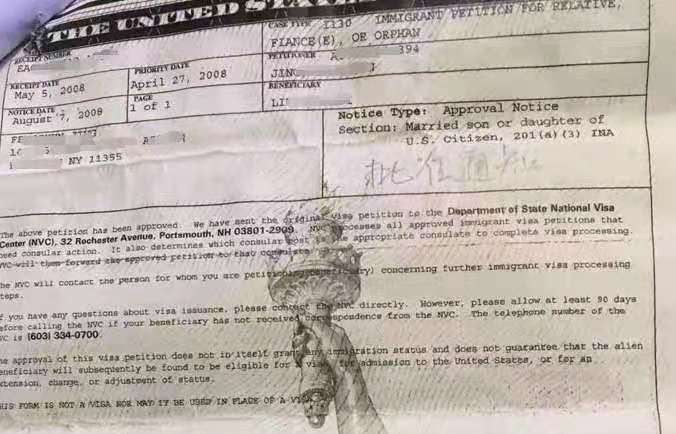 THE UNITED
RECEIPT NUMBER
EA
CASE TYPE I130 IMMIGRANT PETITION FOR RELATIVE,
FIANCE(E), OR ORPHAN
RECEIPT DATE
May 5, 2008
PRIORITY DATE
April 27, 2008
PETITIONER A 394
JIN
NOTICE DATE
August 7, 2008
PAGE
1 of 1
BENEFICIARY
LI
NY 11355
Notice Type: Approval Notice
Section: Married son or daughter of
U.S. Citizen, 201(a)(3) INA
批准通知
The above petition has been approved. We have sent the original visa petition to the Department of State National Visa
Center (NVC), 32 Rochester Avenue, Portsmouth, NH 03801-2909. NVC processes all approved immigrant visa petitions that
need consular action. It also determines which consular post is the appropriate consulate to complete visa processing.
NVC will then forward the approved petition to that consulate.
he NVC will contact the person for whom you are petitioning (beneficiary) concerning further immigrant visa processing
teps.
f you have any questions about visa issuance, please contact the NVC directly. However, please allow at least 90 days
efore calling the NVC if your beneficiary has not received correspondence from the NVC. The telephone number of the
VC is (603) 334-0700.
he approval of this visa petition does not in itself grant any immigration status and does not guarantee that the alien
eneficiary will subsequently be found to be eligible for a visa, for admission to the United States, or for an
xtension, change, or adjustment of status.
HIS FORM IS NOT A VISA NOR MAY IT BE USED IN PLACE OF A VISA.